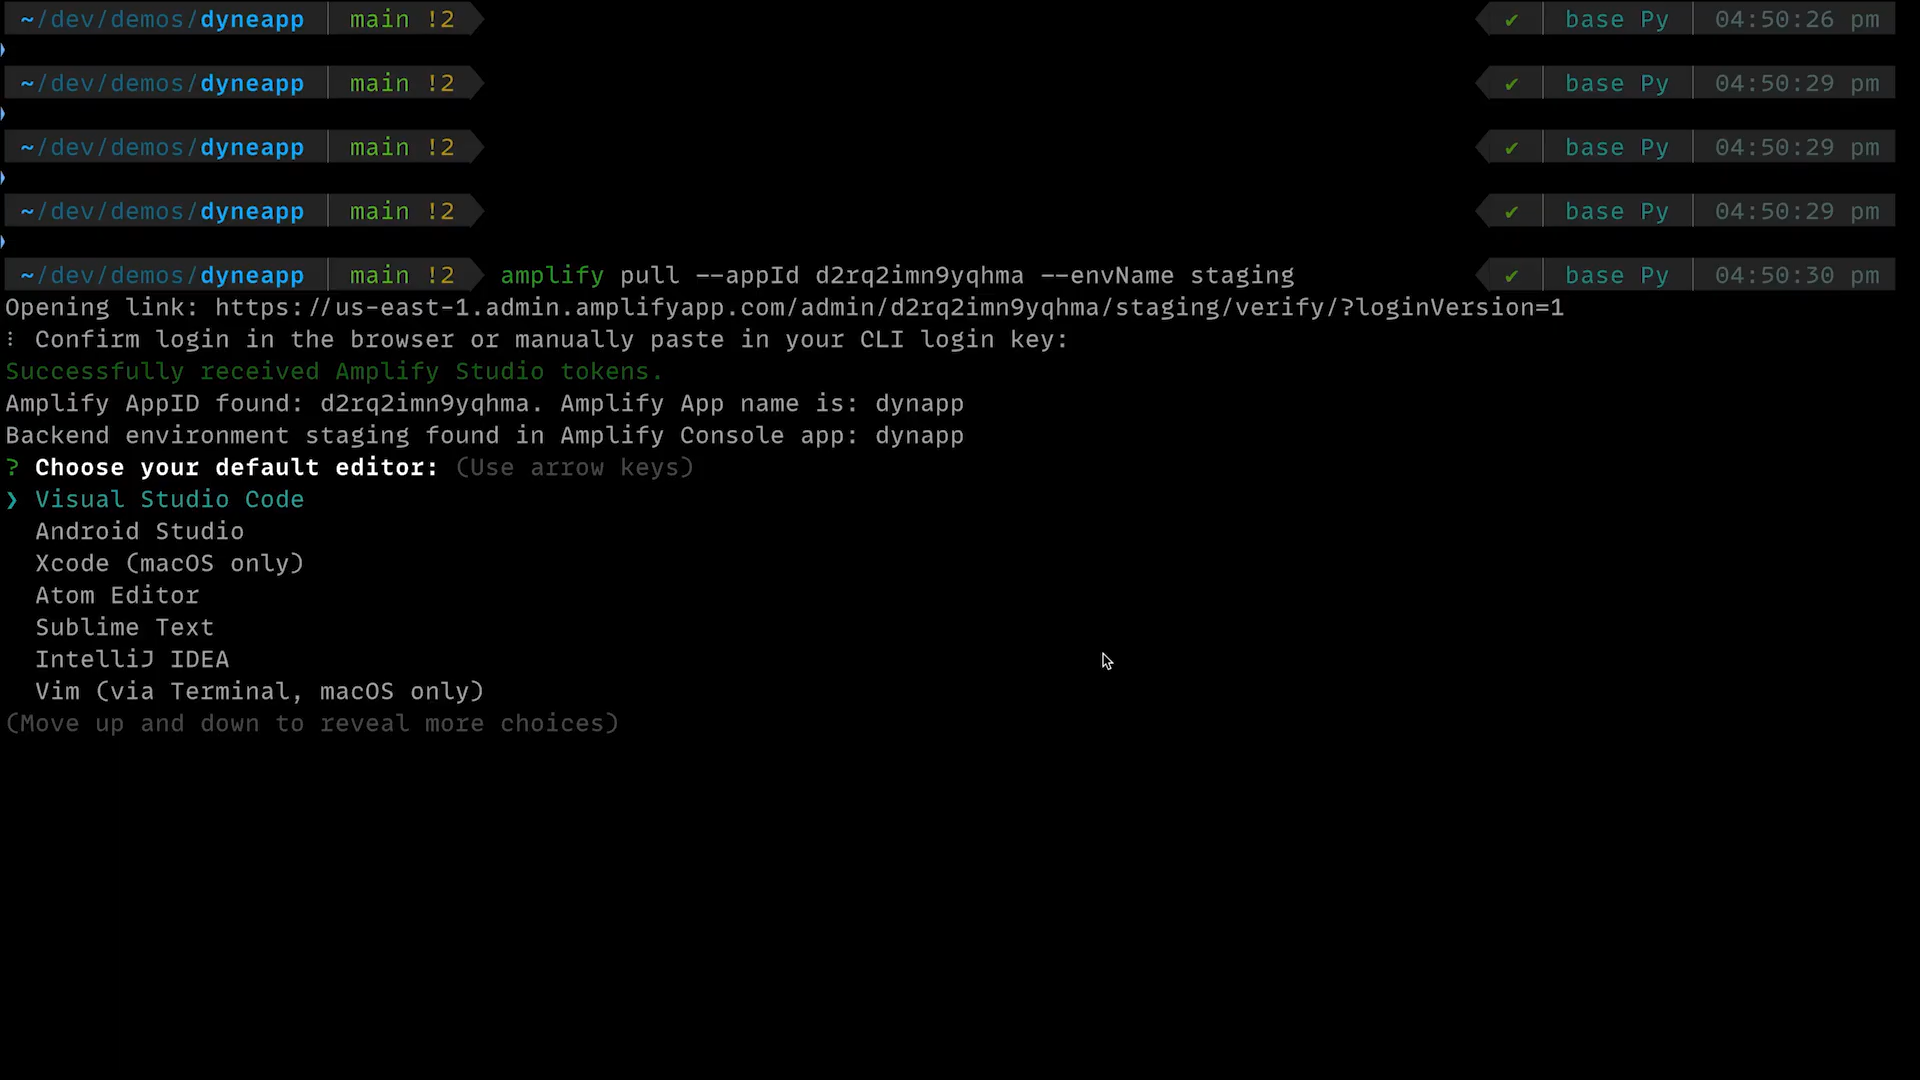 ~/dev/demos/dyneapp main !2 ✔ base Py 04:50:26 pm
~/dev/demos/dyneapp main !2 ✔ base Py 04:50:29 pm
~/dev/demos/dyneapp main !2 ✔ base Py 04:50:29 pm
~/dev/demos/dyneapp main !2 ✔ base Py 04:50:29 pm
~/dev/demos/dyneapp main !2 amplify pull --appId d2rq2imn9yqhma --envName staging ✔ base Py 04:50:30 pm
Opening link: https://us-east-1.admin.amplifyapp.com/admin/d2rq2imn9yqhma/staging/verify/?loginVersion=1
⠇ Confirm login in the browser or manually paste in your CLI login key:
Successfully received Amplify Studio tokens.
Amplify AppID found: d2rq2imn9yqhma. Amplify App name is: dynapp
Backend environment staging found in Amplify Console app: dynapp
? Choose your default editor: (Use arrow keys)
❯ Visual Studio Code
Android Studio
Xcode (macOS only)
Atom Editor
Sublime Text
IntelliJ IDEA
Vim (via Terminal, macOS only)
(Move up and down to reveal more choices)